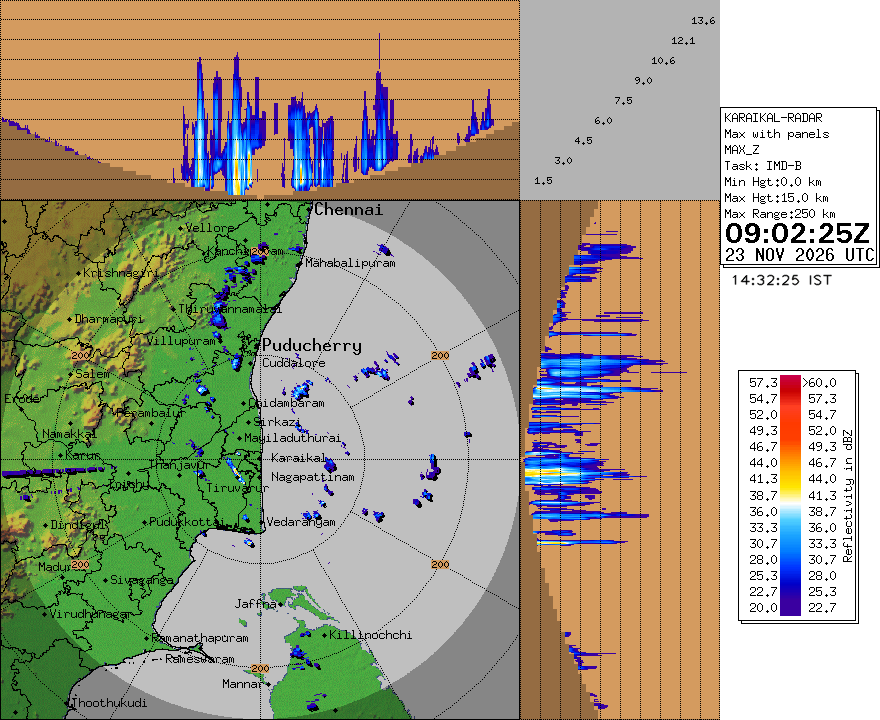 13.6
12.1
10.6
9.0
7.5
6.0
4.5
3.0
1.5
KARAIKAL-RADAR
Max with panels
MAX_Z
Task: IMD-B
Min Hgt:0.0 km
Max Hgt:15.0 km
Max Range:250 km
09:02:25Z
23 NOV 2026 UTC
14:32:25 IST
Chennai
Vellore
200
Mahabalipuram
Krishnagiri
Thiruvannamalai
Dharmapuri
Villupuram
Puducherry
200
200
Cuddalore
Salem
Erode
Chidambaram
Perambalur
Sirkazi
Namakkal
Mayiladuthurai
Karur
Thanjavur
Karaikal
Nagapattinam
Tiruvarur
Dindigul
Pudukkottai
Vedaranyam
200
200
Madurai
Sivaganga
Jaffna
Virudhunagar
Killinochchi
Ramanathapuram
Rameswaram
200
Mannar
Thoothukudi
57.3 >60.0
54.7 57.3
52.0 54.7
49.3 52.0
46.7 49.3
44.0 46.7
41.3 44.0
38.7 41.3
36.0 38.7
33.3 36.0
30.7 33.3
28.0 30.7
25.3 28.0
22.7 25.3
20.0 22.7
Reflectivity in dBZ